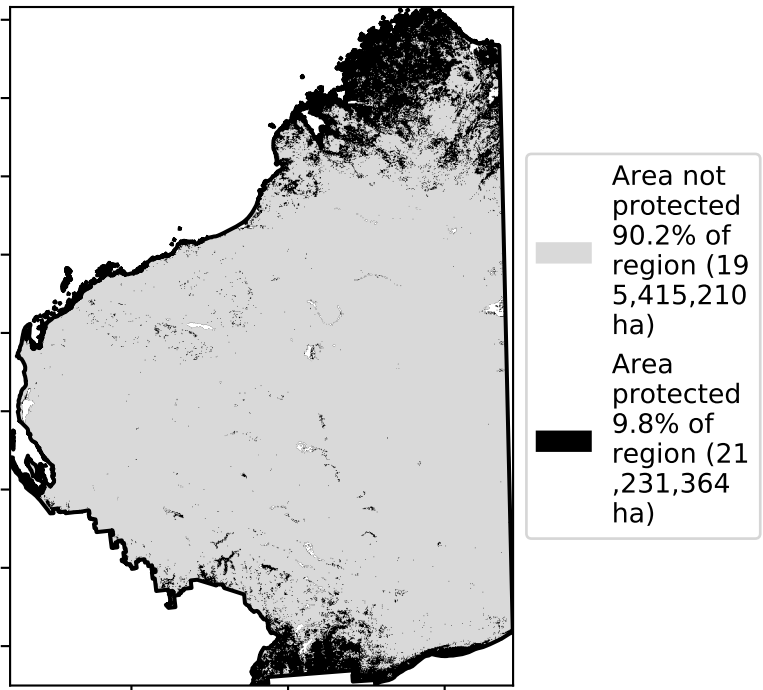 Area not
protected
90.2% of
region (19
5,415,210
ha)
Area
protected
9.8% of
region (21
,231,364
ha)